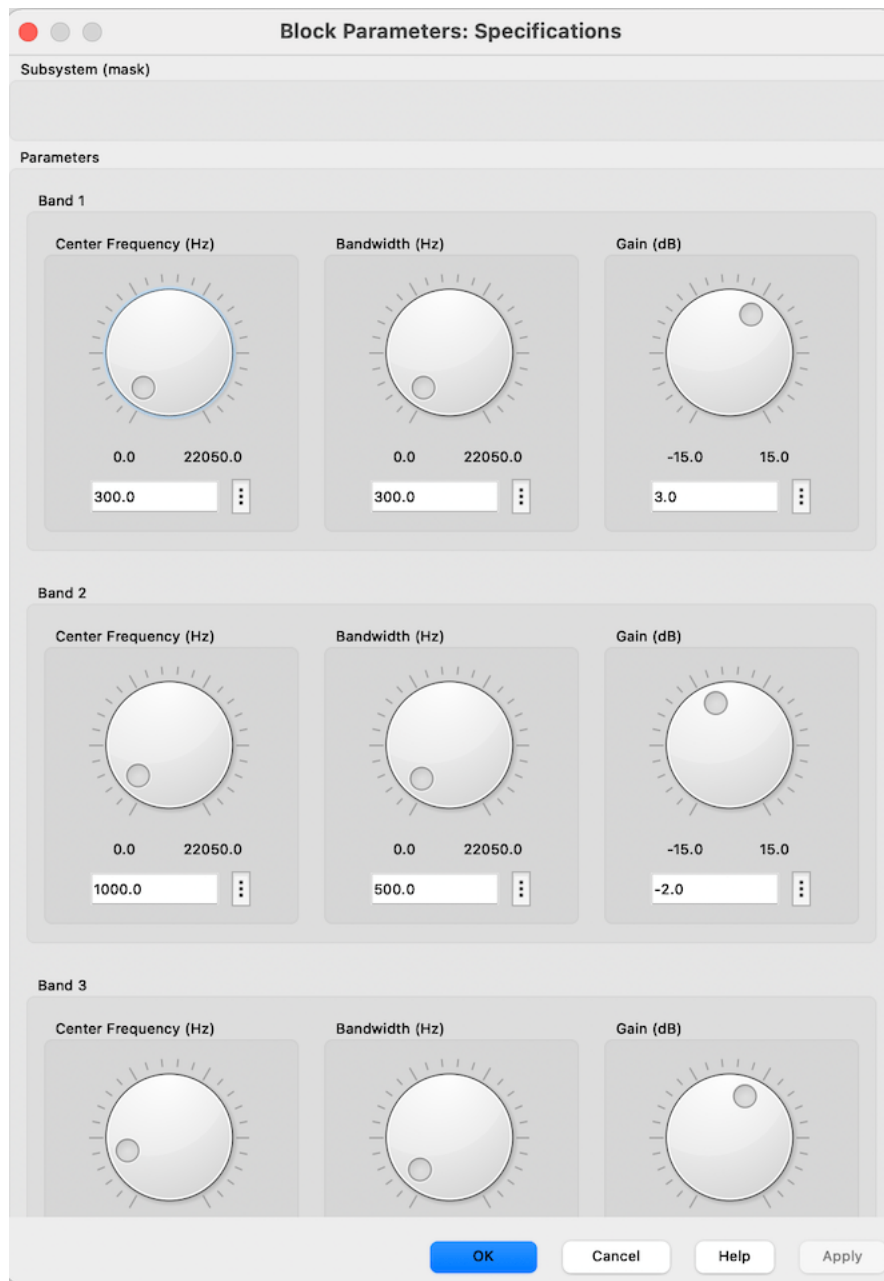 Block Parameters: Specifications
Subsystem (mask)
Parameters
Band 1
Center Frequency (Hz) Bandwidth (Hz) Gain (dB)
0.0 22050.0 0.0 22050.0 -15.0 15.0
300.0 300.0 3.0
Band 2
Center Frequency (Hz) Bandwidth (Hz) Gain (dB)
0.0 22050.0 0.0 22050.0 -15.0 15.0
1000.0 500.0 -2.0
Band 3
Center Frequency (Hz) Bandwidth (Hz) Gain (dB)
OK Cancel Help Apply